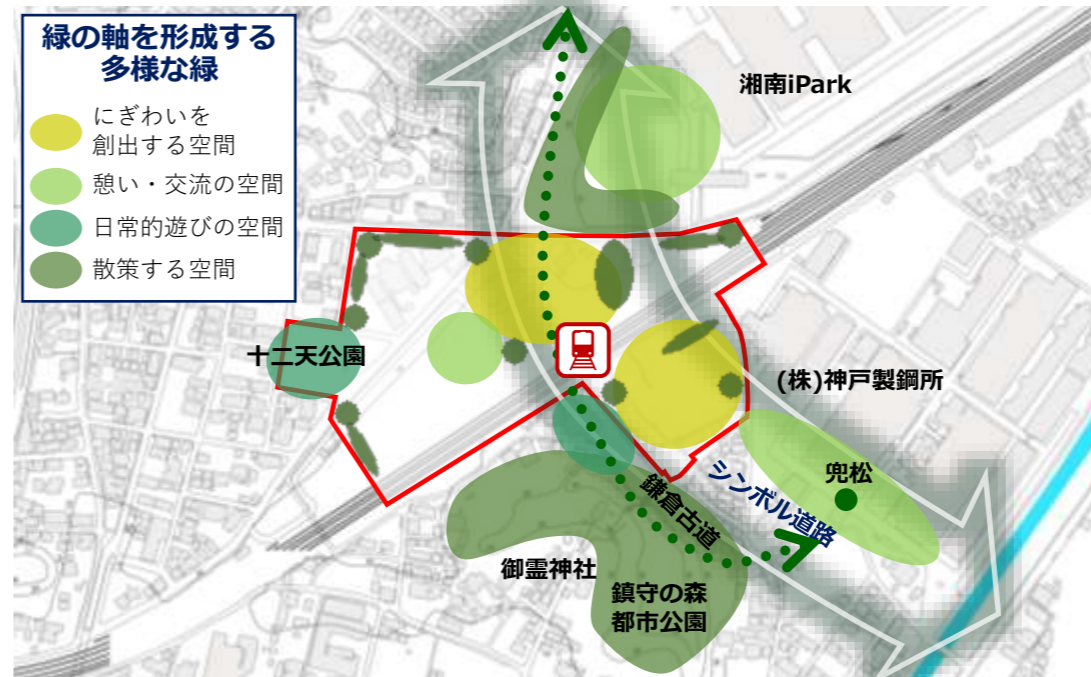 緑の軸を形成する
多様な緑
にぎわいを
創出する空間
憩い・交流の空間
日常的遊びの空間
散策する空間
湘南iPark
十二天公園
(株)神戸製鋼所
兜松
シンボル道路
鎌倉古道
御霊神社
鎮守の森
都市公園